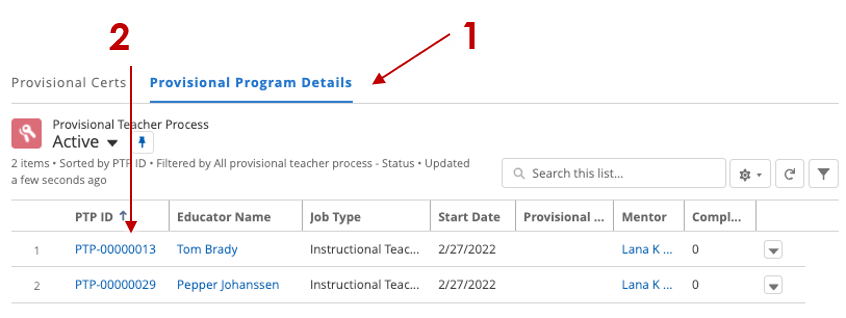 2 1
Provisional Certs Provisional Program Details
Provisional Teacher Process
Active
2 items • Sorted by PTP ID • Filtered by All provisional teacher process - Status • Updated
a few seconds ago
Search this list...
PTP ID ↑ Educator Name Job Type Start Date Provisional ... Mentor Compl...
1 PTP-00000013 Tom Brady Instructional Teac... 2/27/2022 Lana K ... 0
2 PTP-00000029 Pepper Johanssen Instructional Teac... 2/27/2022 Lana K ... 0